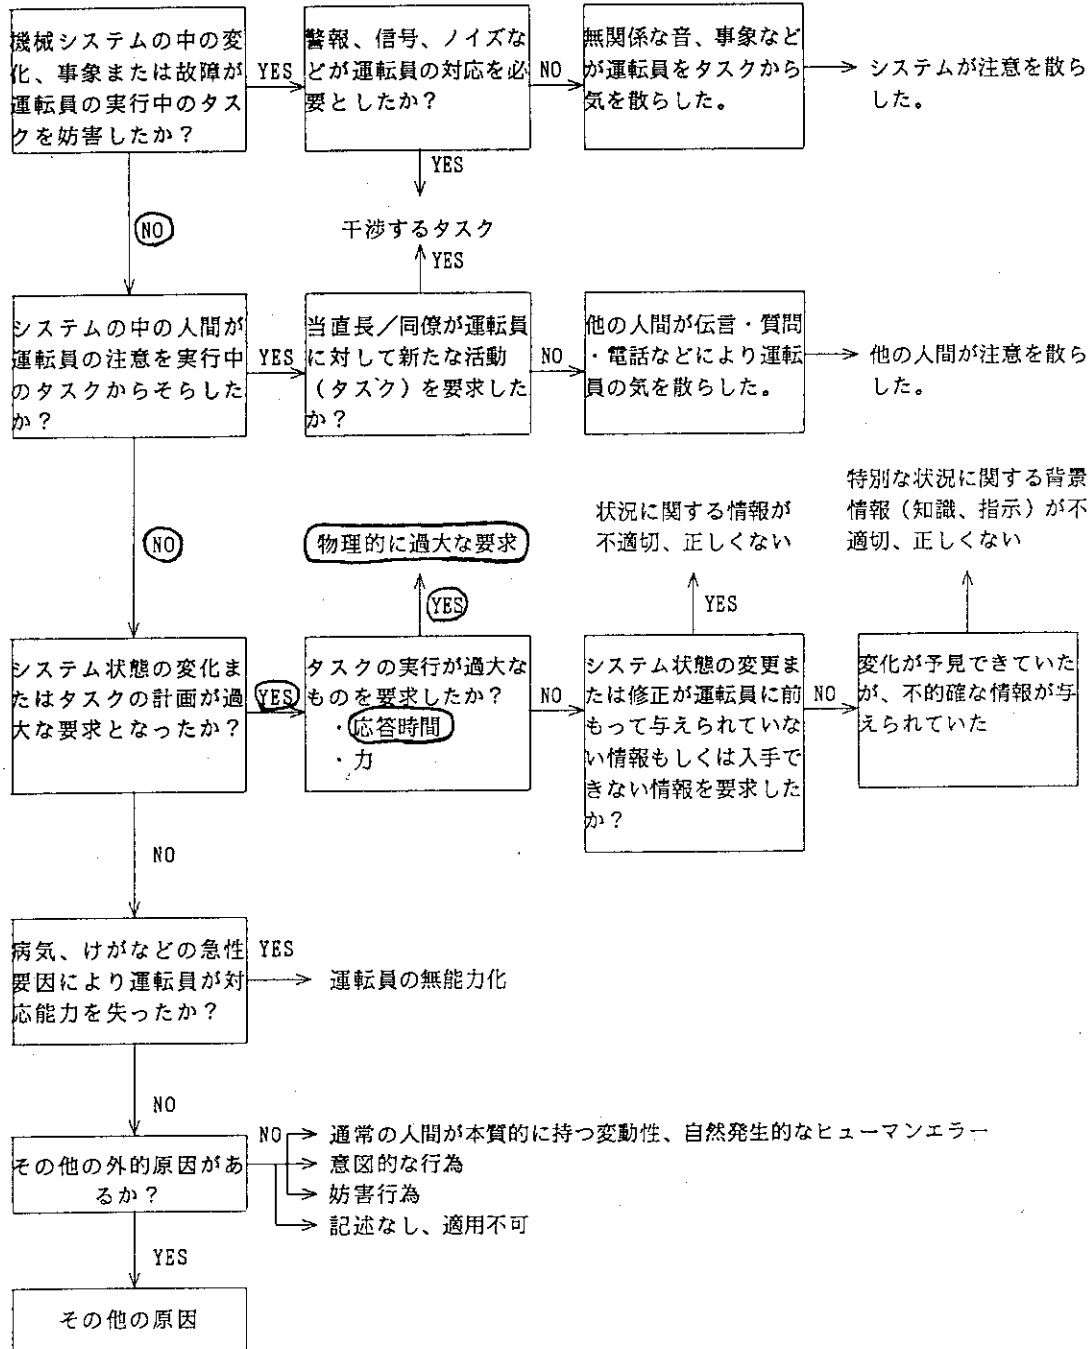 機械システムの中の変
化、事象または故障が
運転員の実行中のタス
クを妨害したか?
YES
警報、信号、ノイズな
どが運転員の対応を必
要としたか?
NO
無関係な音、事象など
が運転員をタスクから
気を散らした。
システムが注意を散ら
した。
YES
NO
干渉するタスク
YES
システムの中の人間が
運転員の注意を実行中
のタスクからそらした
か?
YES
当直長/同僚が運転員
に対して新たな活動
(タスク)を要求した
か?
NO
他の人間が伝言・質問
・電話などにより運転
員の気を散らした。
他の人間が注意を散ら
した。
NO
物理的に過大な要求
状況に関する情報が
不適切、正しくない
特別な状況に関する背景
情報(知識、指示)が不
適切、正しくない
YES
YES
システム状態の変化ま
たはタスクの計画が過
大な要求となったか?
YES
タスクの実行が過大な
ものを要求したか?
・応答時間
・力
NO
システム状態の変更ま
たは修正が運転員に前
もって与えられていな
い情報もしくは入手で
きない情報を要求した
か?
NO
変化が予見できていた
が、不的確な情報が与
えられていた
NO
病気、けがなどの急性
要因により運転員が対
応能力を失ったか?
YES
運転員の無能力化
NO
その他の外的原因があ
るか?
NO
通常の人間が本質的に持つ変動性、自然発生的なヒューマンエラー
意図的な行為
妨害行為
記述なし、適用不可
YES
その他の原因